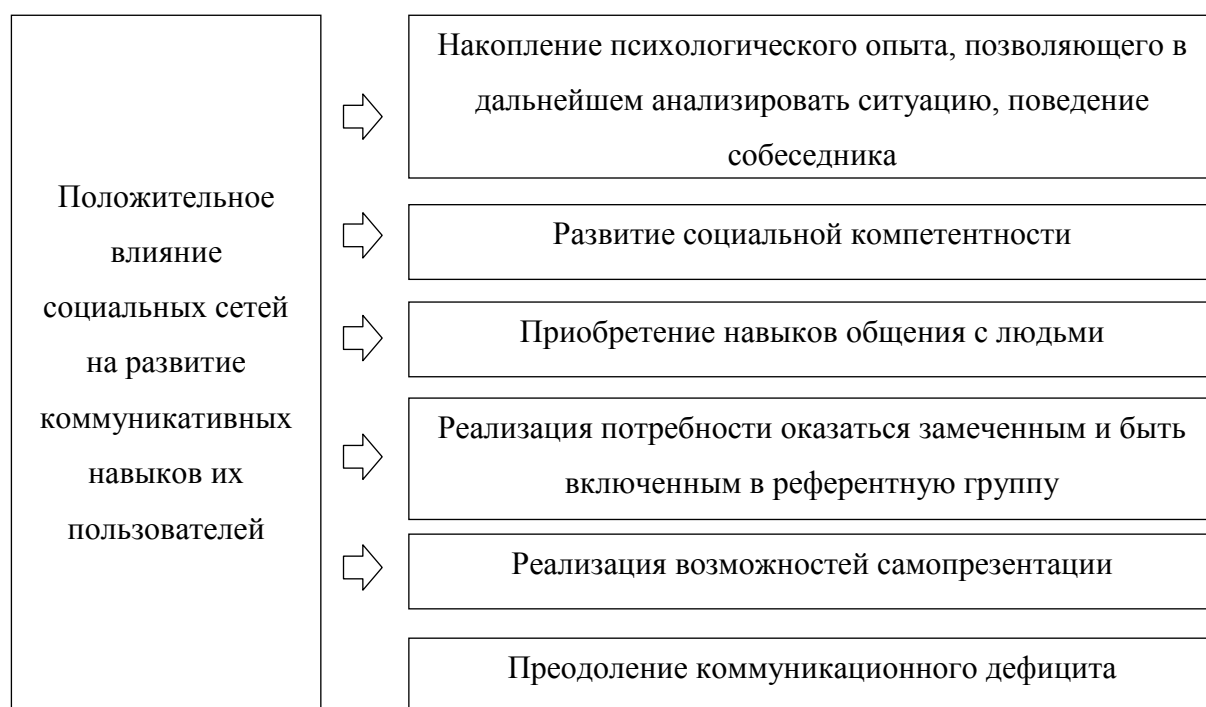 Положительное
влияние
социальных сетей
на развитие
коммуникативных
навыков их
пользователей
Накопление психологического опыта, позволяющего в
дальнейшем анализировать ситуацию, поведение
собеседника
Развитие социальной компетентности
Приобретение навыков общения с людьми
Реализация потребности оказаться замеченным и быть
включенным в референтную группу
Реализация возможностей самопрезентации
Преодоление коммуникационного дефицита